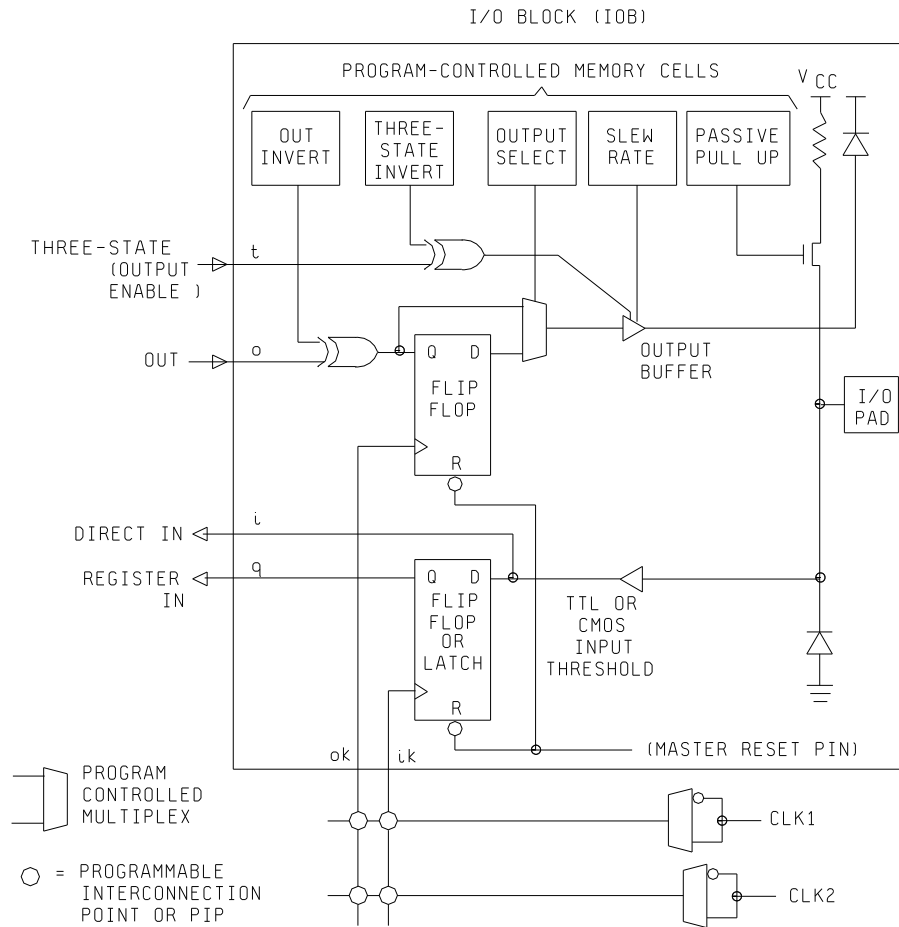 I/O BLOCK (IOB)
PROGRAM-CONTROLLED MEMORY CELLS
OUT
INVERT
THREE-
STATE
INVERT
OUTPUT
SELECT
SLEW
RATE
PASSIVE
PULL UP
VCC
THREE-STATE
(OUTPUT
ENABLE )
t
OUT
o
Q D
FLIP
FLOP
R
OUTPUT
BUFFER
I/O
PAD
DIRECT IN
i
REGISTER
IN
q
Q D
FLIP
FLOP
OR
LATCH
R
TTL OR
CMOS
INPUT
THRESHOLD
ok
ik
(MASTER RESET PIN)
PROGRAM
CONTROLLED
MULTIPLEX
CLK1
= PROGRAMMABLE
INTERCONNECTION
POINT OR PIP
CLK2